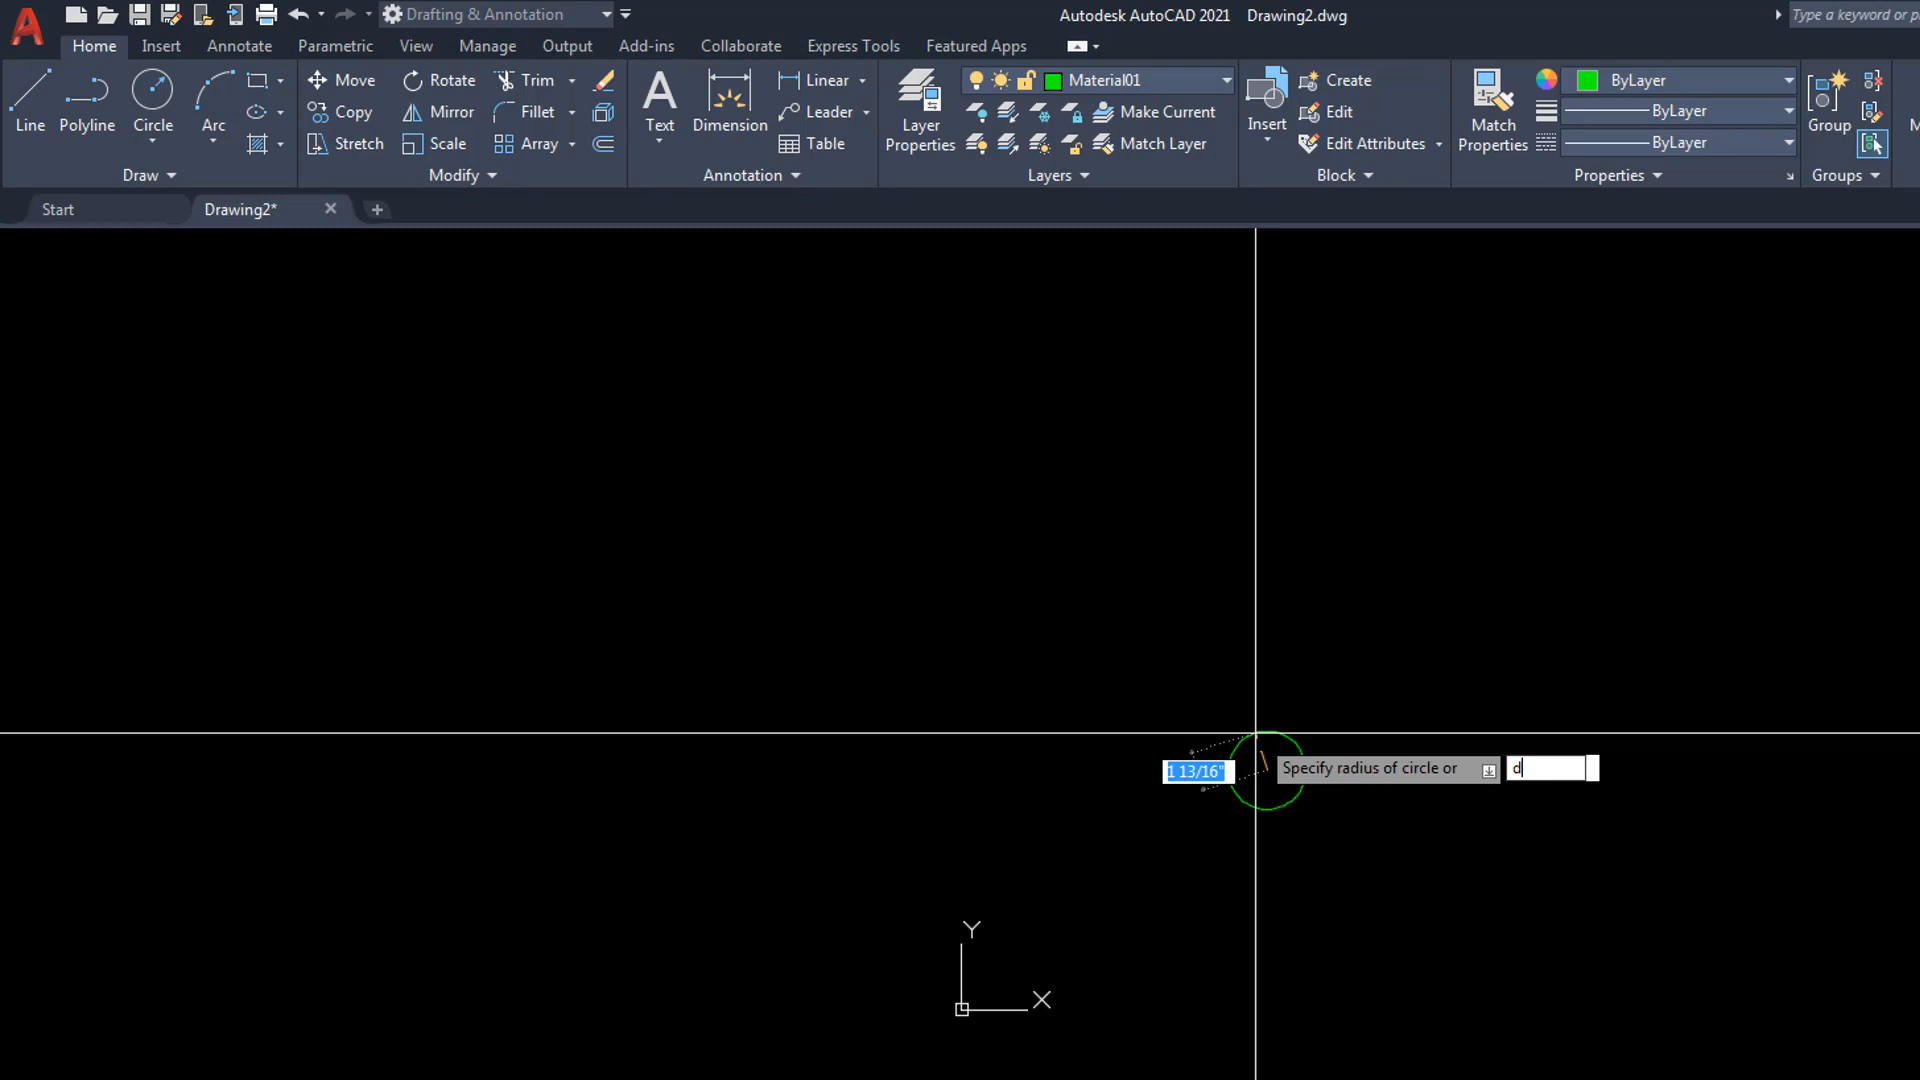 Drafting & Annotation
Autodesk AutoCAD 2021 Drawing2.dwg
Type a keyword or p
Home Insert Annotate Parametric View Manage Output Add-ins Collaborate Express Tools Featured Apps
Line
Polyline
Circle
Arc
Draw
Move
Rotate
Trim
Copy
Mirror
Fillet
Stretch
Scale
Array
Modify
Text
Dimension
Linear
Leader
Table
Annotation
Layer
Properties
Material01
Make Current
Match Layer
Layers
Insert
Create
Edit
Edit Attributes
Block
Match
Properties
ByLayer
ByLayer
ByLayer
Properties
Group
Groups
M
Start
Drawing2*
1 13/16"
Specify radius of circle or
d
Y
X